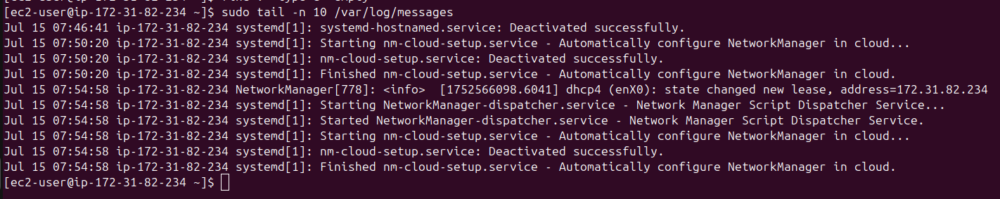 [ec2-user@ip-172-31-82-234 ~]$ sudo tail -n 10 /var/log/messages
Jul 15 07:46:41 ip-172-31-82-234 systemd[1]: systemd-hostnamed.service: Deactivated successfully.
Jul 15 07:50:20 ip-172-31-82-234 systemd[1]: Starting nm-cloud-setup.service - Automatically configure NetworkManager in cloud...
Jul 15 07:50:20 ip-172-31-82-234 systemd[1]: nm-cloud-setup.service: Deactivated successfully.
Jul 15 07:50:20 ip-172-31-82-234 systemd[1]: Finished nm-cloud-setup.service - Automatically configure NetworkManager in cloud.
Jul 15 07:54:58 ip-172-31-82-234 NetworkManager[778]: <info>  [1752566098.6041] dhcp4 (enX0): state changed new lease, address=172.31.82.234
Jul 15 07:54:58 ip-172-31-82-234 systemd[1]: Starting NetworkManager-dispatcher.service - Network Manager Script Dispatcher Service...
Jul 15 07:54:58 ip-172-31-82-234 systemd[1]: Started NetworkManager-dispatcher.service - Network Manager Script Dispatcher Service.
Jul 15 07:54:58 ip-172-31-82-234 systemd[1]: Starting nm-cloud-setup.service - Automatically configure NetworkManager in cloud...
Jul 15 07:54:58 ip-172-31-82-234 systemd[1]: nm-cloud-setup.service: Deactivated successfully.
Jul 15 07:54:58 ip-172-31-82-234 systemd[1]: Finished nm-cloud-setup.service - Automatically configure NetworkManager in cloud.
[ec2-user@ip-172-31-82-234 ~]$